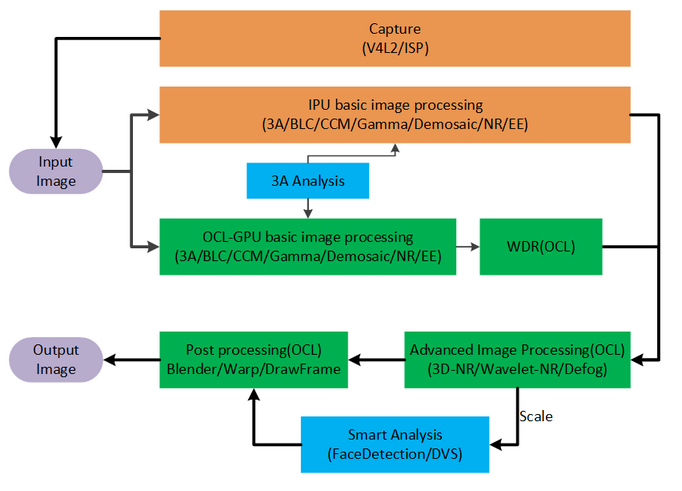 Capture
(V4L2/ISP)
IPU basic image processing
(3A/BLC/CCM/Gamma/Demosaic/NR/EE)
Input
Image
3A Analysis
OCL-GPU basic image processing
(3A/BLC/CCM/Gamma/Demosaic/NR/EE)
WDR(OCL)
Output
Image
Post processing(OCL)
Blender/Warp/DrawFrame
Advanced Image Processing(OCL)
(3D-NR/Wavelet-NR/Defog)
Scale
Smart Analysis
(FaceDetection/DVS)